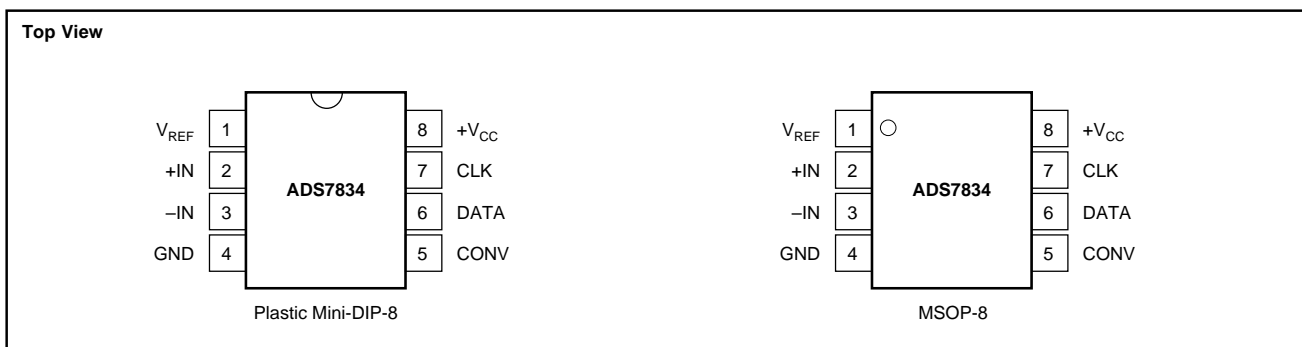 Top View
V_REF 1 8 +V_CC
+IN 2 7 CLK
–IN 3 6 DATA
GND 4 5 CONV
ADS7834
Plastic Mini-DIP-8
V_REF 1 8 +V_CC
+IN 2 7 CLK
–IN 3 6 DATA
GND 4 5 CONV
ADS7834
MSOP-8